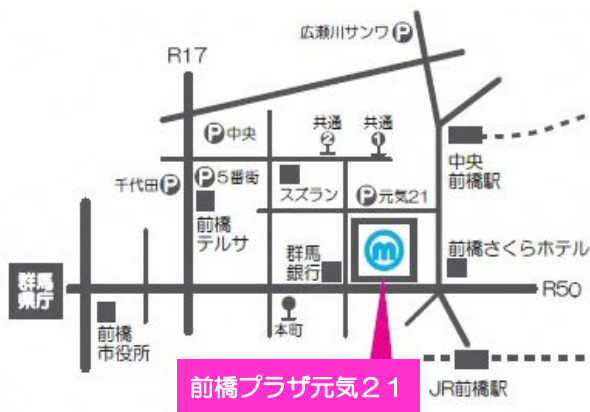 広瀬川サンワ P
R17
P 中央
共通
2
共通
1
千代田 P
P 5番街
スズラン
P 元気21
中央
前橋駅
前橋
テルサ
群馬
銀行
m
前橋さくらホテル
群馬
県庁
R50
前橋
市役所
本町
前橋プラザ元気21
JR前橋駅